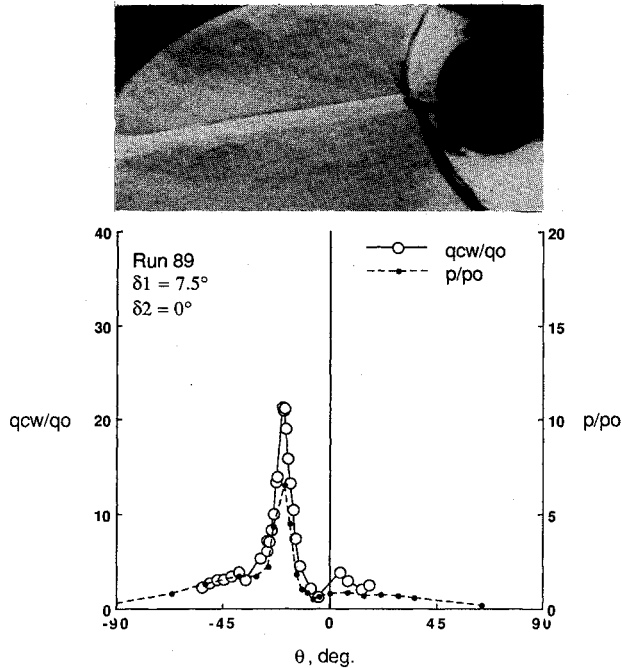 40
30
20
10
0
qcw/qo
Run 89
δ1 = 7.5°
δ2 = 0°
qcw/qo
p/po
20
15
10
5
0
p/po
-90
-45
0
45
90
θ, deg.